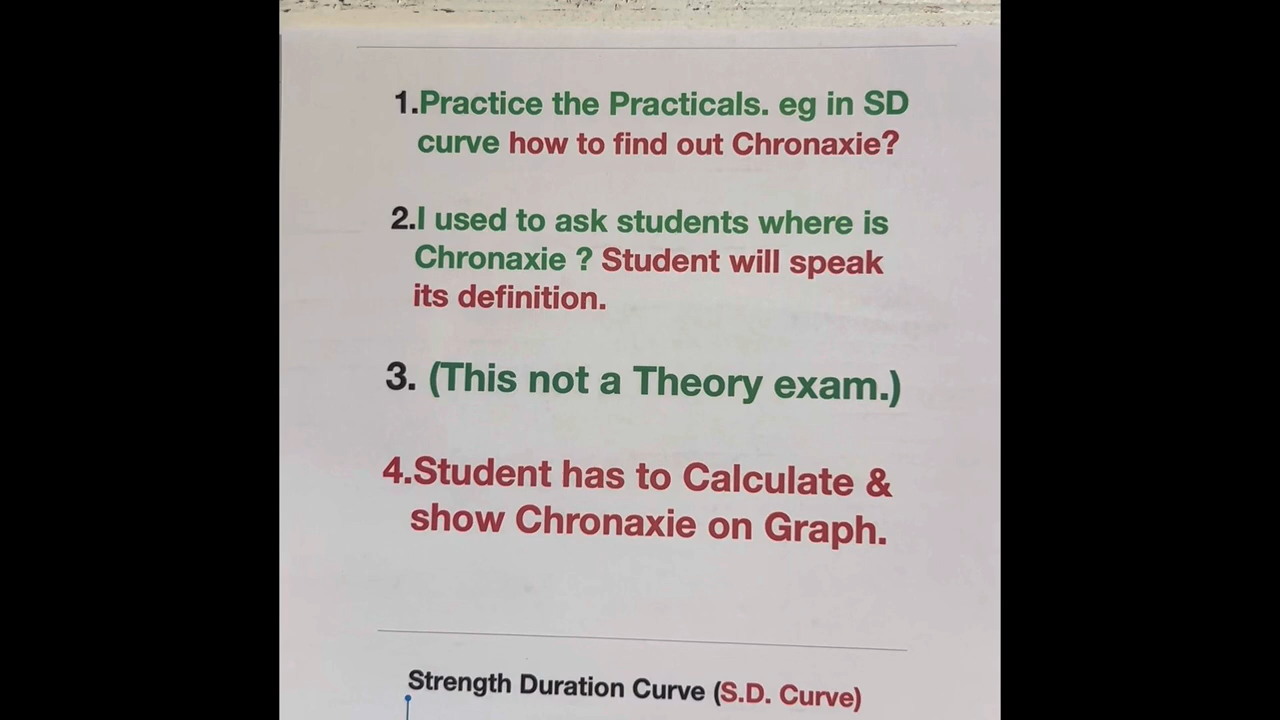 1.Practice the Practicals. eg in SD
curve how to find out Chronaxie?
2.I used to ask students where is
Chronaxie ? Student will speak
its definition.
3. (This not a Theory exam.)
4.Student has to Calculate &
show Chronaxie on Graph.
Strength Duration Curve (S.D. Curve)